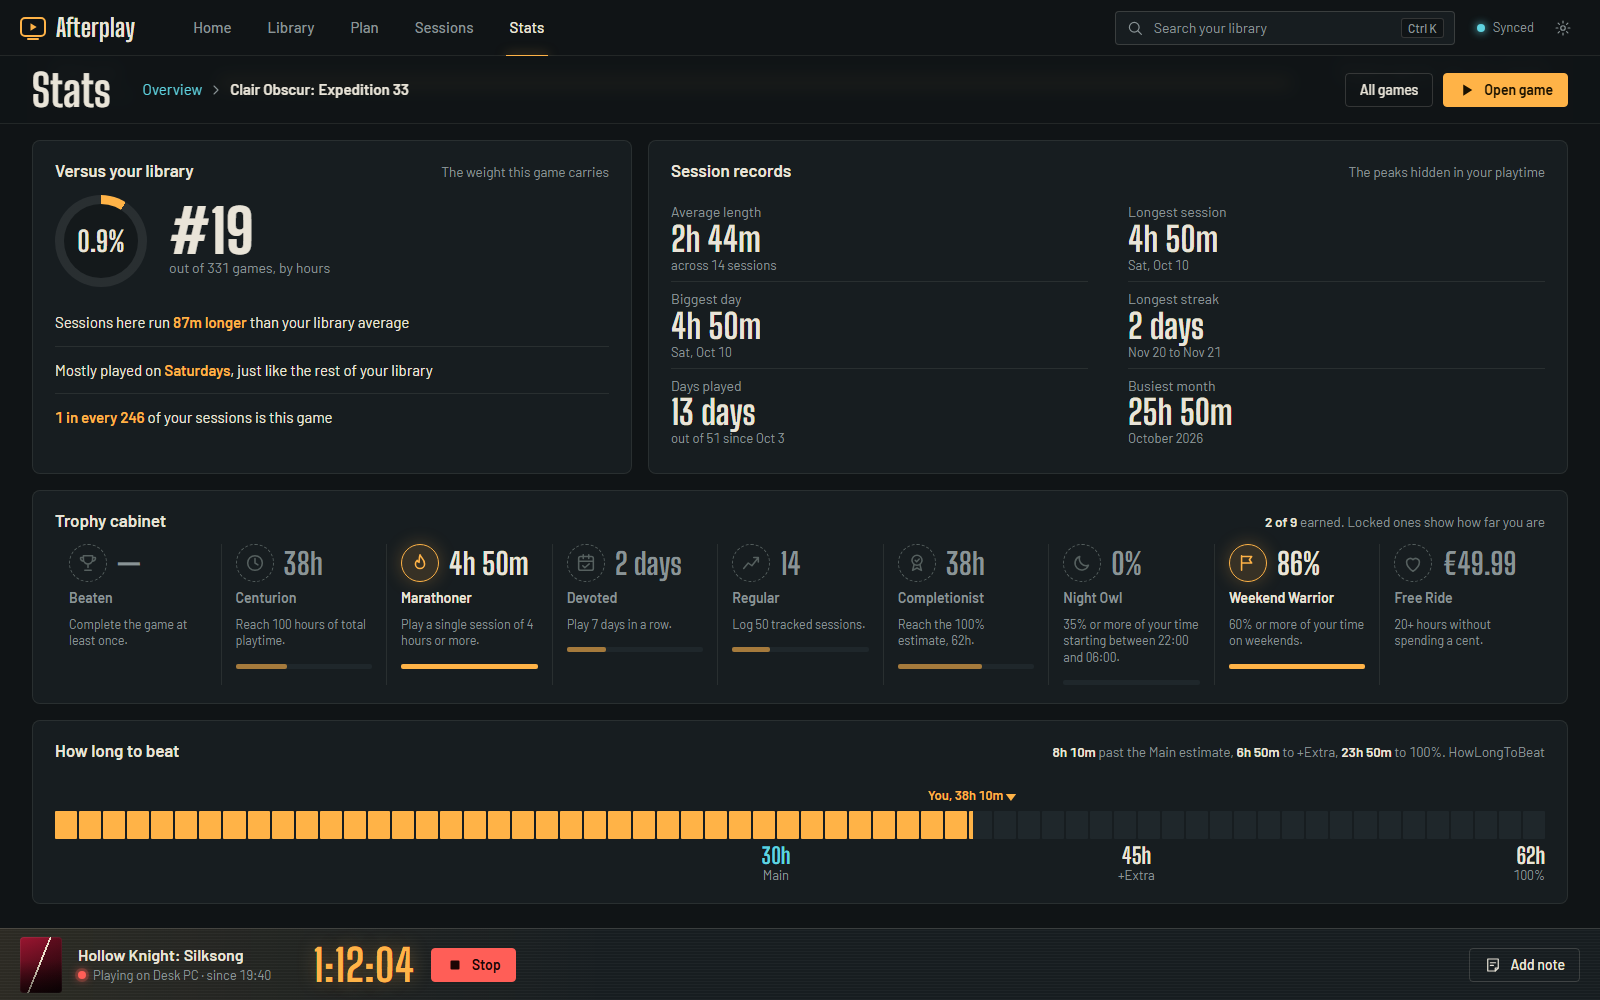 Afterplay
Home
Library
Plan
Sessions
Stats
Search your library
Ctrl K
Synced
Stats
Overview > Clair Obscur: Expedition 33
All games
Open game
Versus your library
The weight this game carries
0.9%
#19
out of 331 games, by hours
Sessions here run 87m longer than your library average
Mostly played on Saturdays, just like the rest of your library
1 in every 246 of your sessions is this game
Session records
The peaks hidden in your playtime
Average length
2h 44m
across 14 sessions
Longest session
4h 50m
Sat, Oct 10
Biggest day
4h 50m
Sat, Oct 10
Longest streak
2 days
Nov 20 to Nov 21
Days played
13 days
out of 51 since Oct 3
Busiest month
25h 50m
October 2026
Trophy cabinet
2 of 9 earned. Locked ones show how far you are
—
Beaten
Complete the game at
least once.
38h
Centurion
Reach 100 hours of total
playtime.
4h 50m
Marathoner
Play a single session of 4
hours or more.
2 days
Devoted
Play 7 days in a row.
14
Regular
Log 50 tracked sessions.
38h
Completionist
Reach the 100%
estimate, 62h.
0%
Night Owl
35% or more of your time
starting between 22:00
and 06:00.
86%
Weekend Warrior
60% or more of your time
on weekends.
€49.99
Free Ride
20+ hours without
spending a cent.
How long to beat
8h 10m past the Main estimate, 6h 50m to +Extra, 23h 50m to 100%. HowLongToBeat
You, 38h 10m
30h
Main
45h
+Extra
62h
100%
Hollow Knight: Silksong
Playing on Desk PC · since 19:40
1:12:04
Stop
Add note